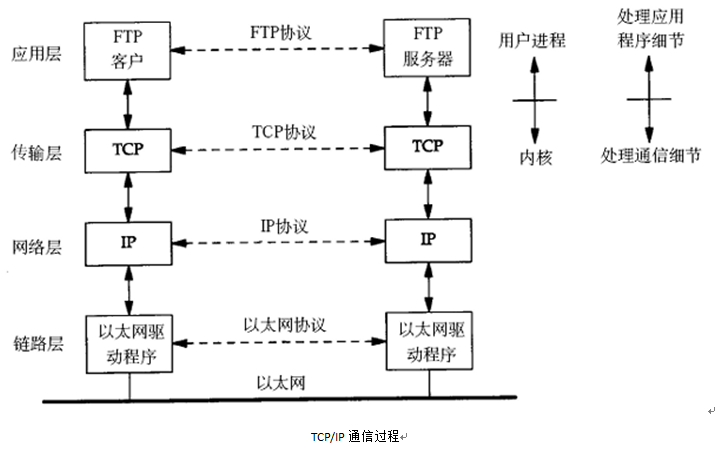 应用层
FTP
客户
FTP协议
FTP
服务器
用户进程
处理应用
程序细节
传输层
TCP
TCP协议
TCP
内核
处理通信细节
网络层
IP
IP协议
IP
链路层
以太网驱
动程序
以太网协议
以太网驱
动程序
以太网
TCP/IP 通信过程